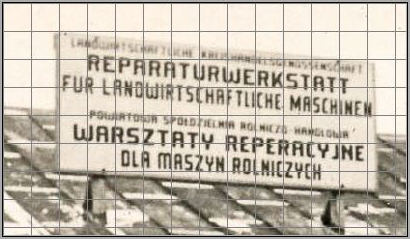 LANDWIRTSCHAFTLICHE KREISHANDELSGENOSSENSCHAFT
REPARATURWERKSTATT
FUR LANDWIRTSCHAFTLICHE MASCHINEN
POWIATOWA SPÓŁDZIELNIA ROLNICZO-HANDLOWA
WARSZTATY REPERACYJNE
DLA MASZYN ROLNICZYCH